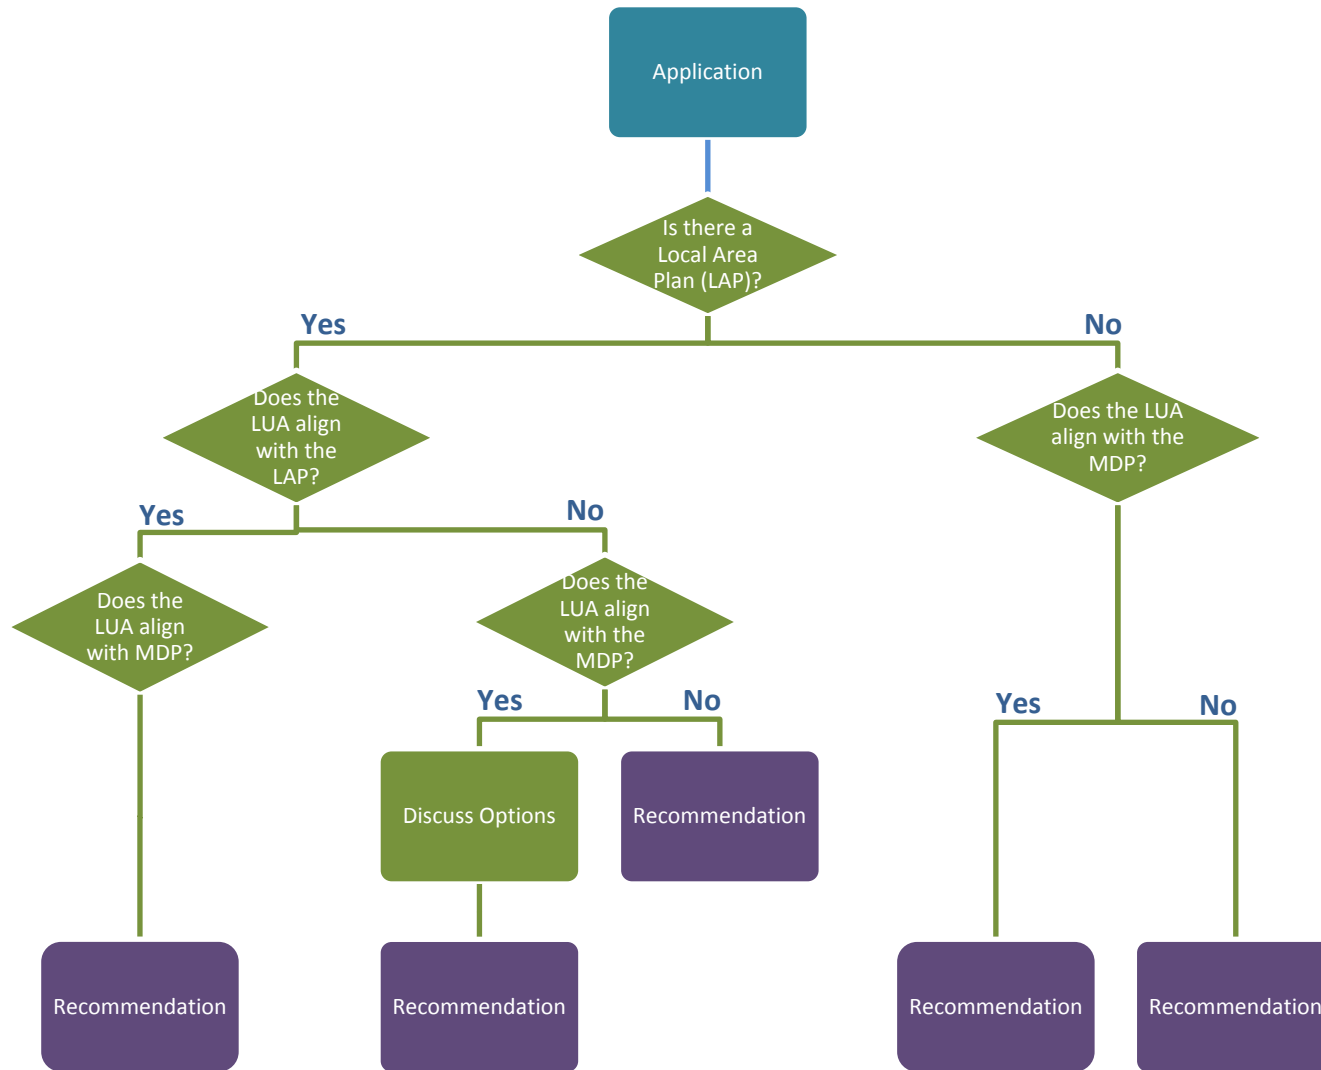 Application
Is there a
Local Area
Plan (LAP)?
Yes
No
Does the
LUA align
with the
LAP?
Does the LUA
align with the
MDP?
Yes
No
Does the
LUA align
with MDP?
Does the
LUA align
with the
MDP?
Yes
No
Yes
No
Discuss Options
Recommendation
Recommendation
Recommendation
Recommendation
Recommendation